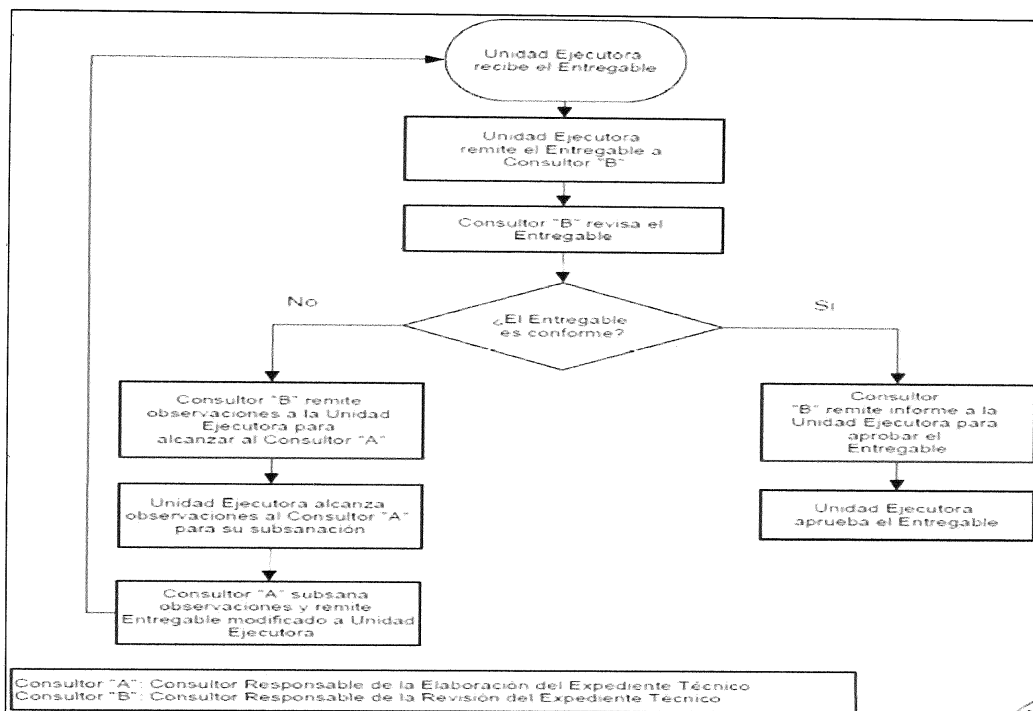 Unidad Ejecutora
recibe el Entregable
Unidad Ejecutora
remite el Entregable a
Consultor "B"
Consultor "B" revisa el
Entregable
¿El Entregable
es conforme?
No
Si
Consultor "B" remite
observaciones a la Unidad
Ejecutora para
alcanzar al Consultor "A"
Unidad Ejecutora alcanza
observaciones al Consultor "A"
para su subsanación
Consultor "A" subsana
observaciones y remite
Entregable modificado a Unidad
Ejecutora
Consultor
"B" remite informe a la
Unidad Ejecutora para
aprobar el
Entregable
Unidad Ejecutora
aprueba el Entregable
Consultor "A": Consultor Responsable de la Elaboración del Expediente Técnico
Consultor "B": Consultor Responsable de la Revisión del Expediente Técnico